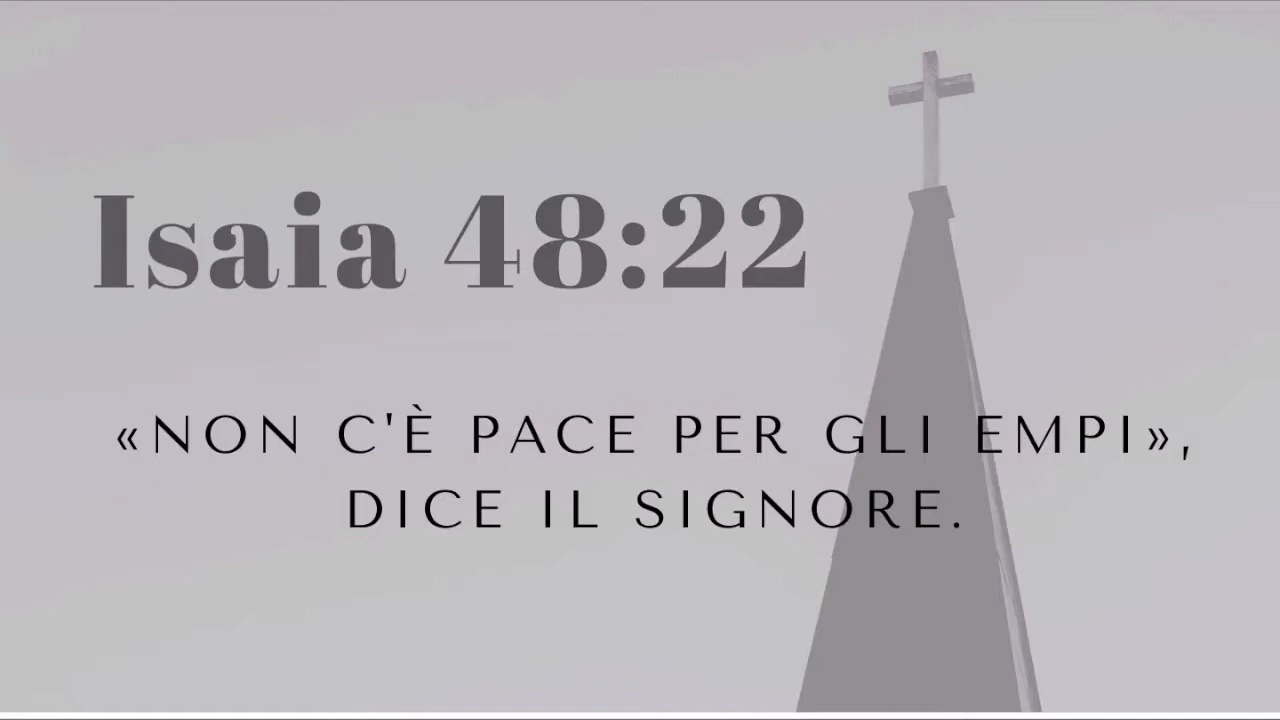 Isaia 48:22
«NON C'È PACE PER GLI EMPI»,
DICE IL SIGNORE.